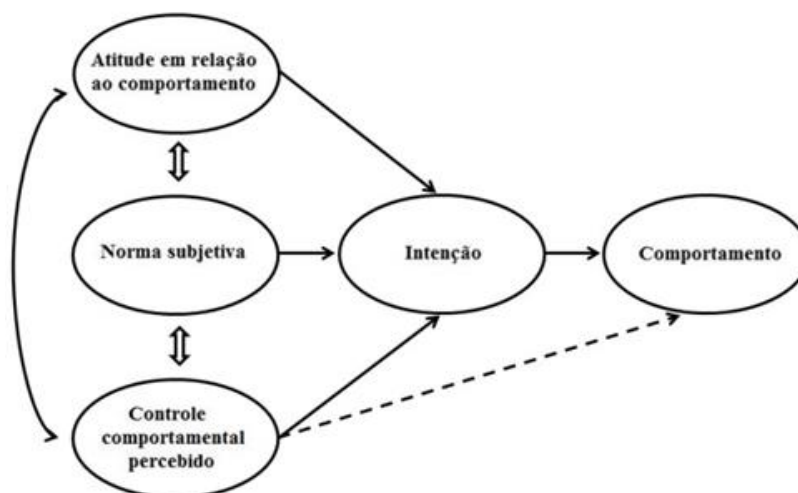 Atitude em relação
ao comportamento
Norma subjetiva
Intenção
Comportamento
Controle
comportamental
percebido